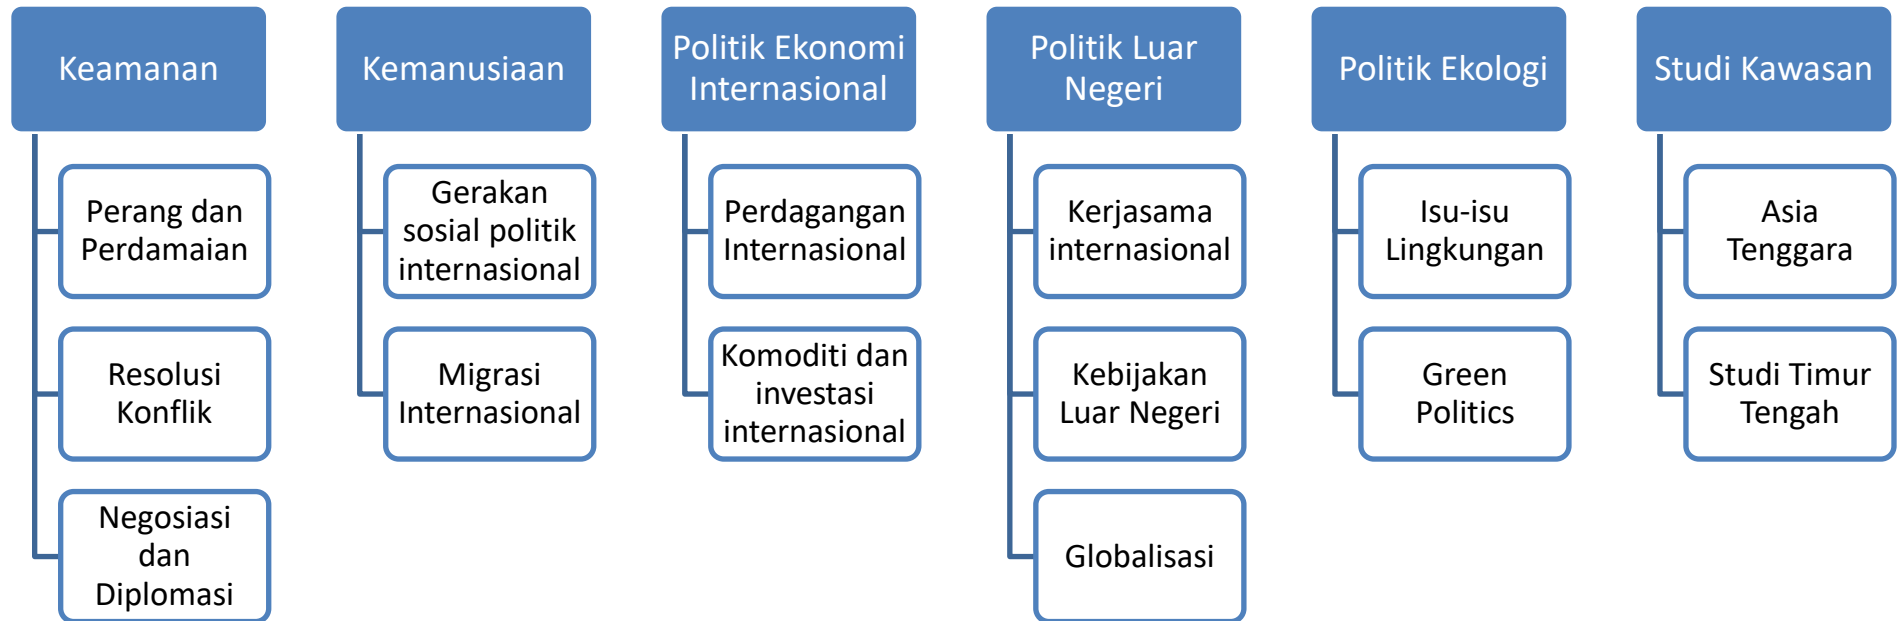 Keamanan
Perang dan
Perdamaian
Resolusi
Konflik
Negosiasi
dan
Diplomasi
Kemanusiaan
Gerakan
sosial politik
internasional
Migrasi
Internasional
Politik Ekonomi
Internasional
Perdagangan
Internasional
Komoditi dan
investasi
internasional
Politik Luar
Negeri
Kerjasama
internasional
Kebijakan
Luar Negeri
Globalisasi
Politik Ekologi
Isu-isu
Lingkungan
Green
Politics
Studi Kawasan
Asia
Tenggara
Studi Timur
Tengah